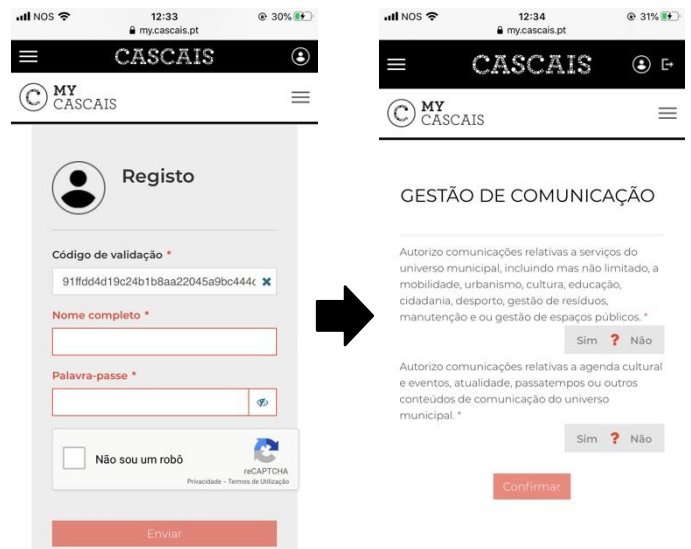 NOS 12:33 30%
my.cascais.pt
CASCAIS
MY
CASCAIS
Registo
Código de validação *
91ffdd4d19c24b1b8aa22045a9bc444c
Nome completo *
Palavra-passe *
Não sou um robô
reCAPTCHA
Privacidade - Termos de Utilização
Enviar
NOS 12:34 31%
my.cascais.pt
CASCAIS
MY
CASCAIS
GESTÃO DE COMUNICAÇÃO
Autorizo comunicações relativas a serviços do
universo municipal, incluindo mas não limitado, a
mobilidade, urbanismo, cultura, educação,
cidadania, desporto, gestão de resíduos,
manutenção e ou gestão de espaços públicos. *
Sim ? Não
Autorizo comunicações relativas a agenda cultural
e eventos, atualidade, passatempos ou outros
conteúdos de comunicação do universo
municipal. *
Sim ? Não
Confirmar